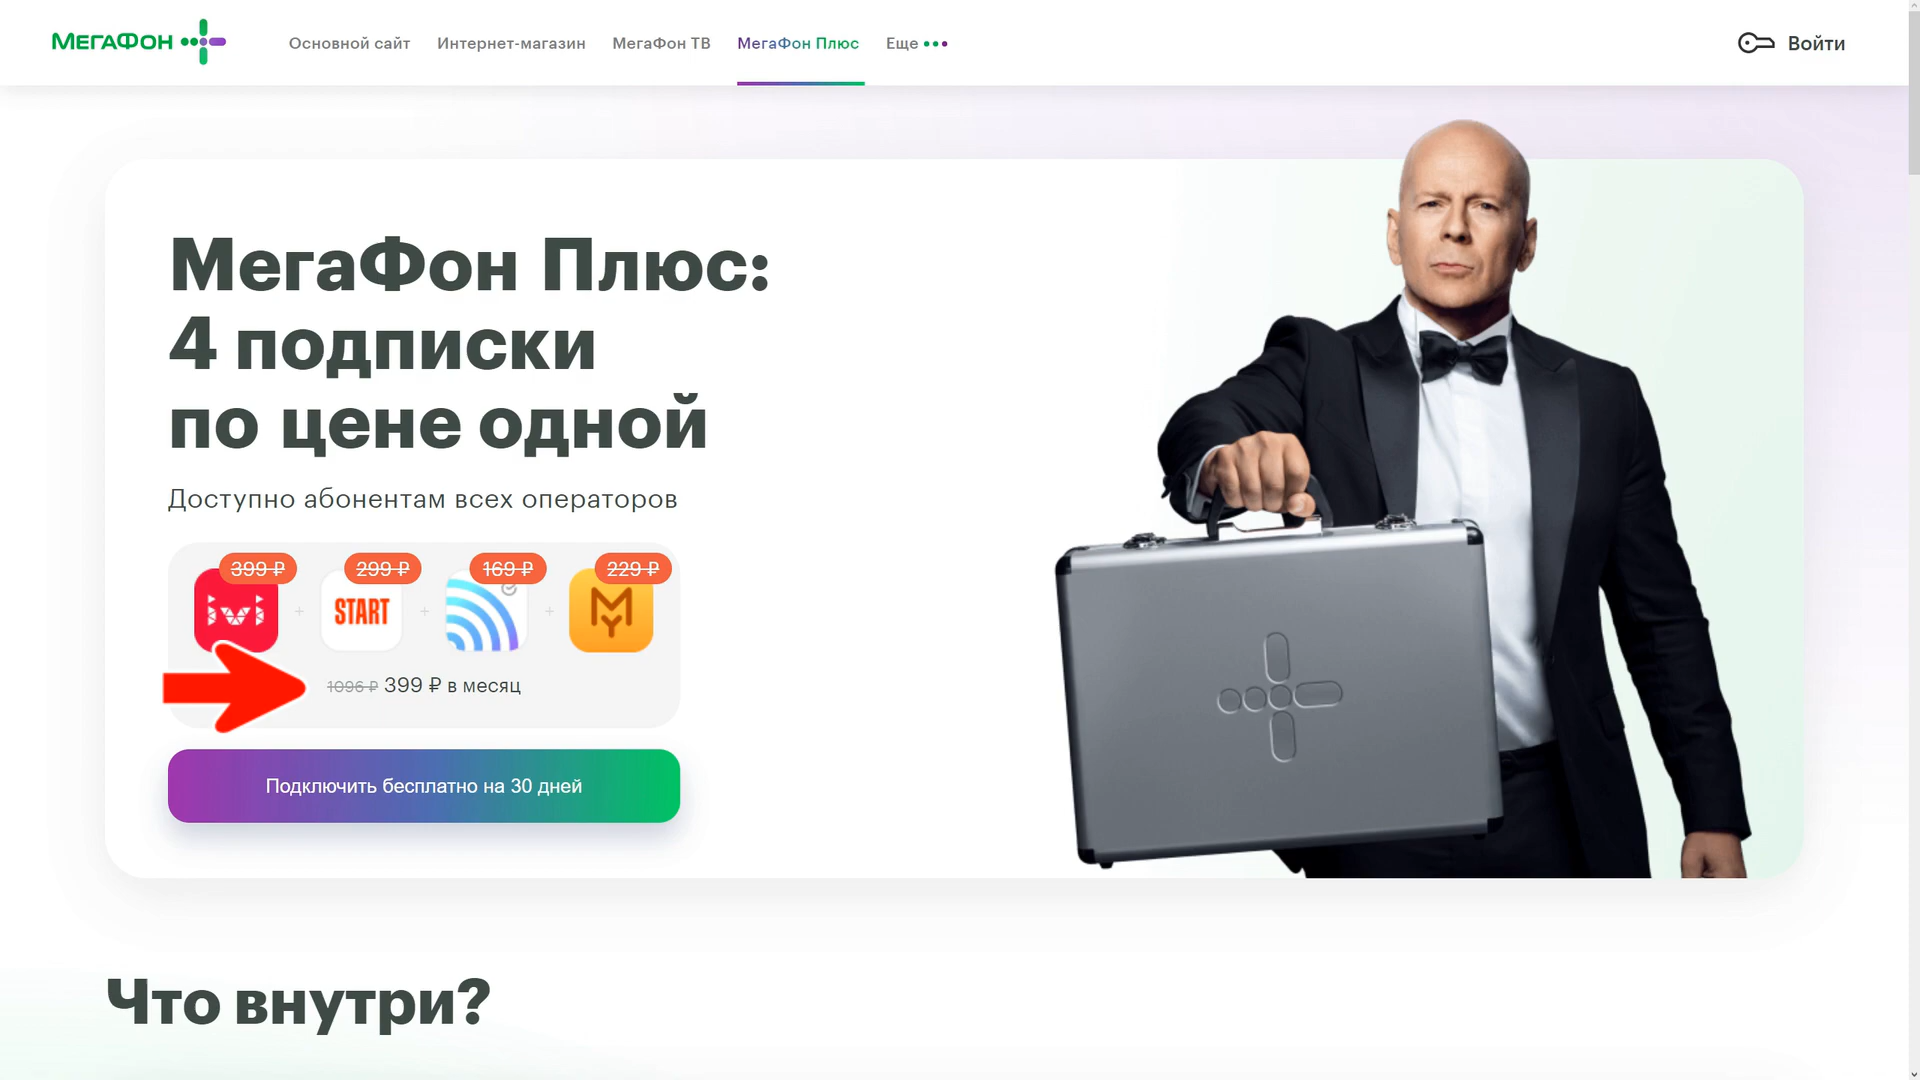 МЕГАФОН
Основной сайт
Интернет-магазин
МегаФон ТВ
МегаФон Плюс
Еще
Войти
МегаФон Плюс:
4 подписки
по цене одной
Доступно абонентам всех операторов
399 ₽
299 ₽
169 ₽
229 ₽
ivi
START
1096 ₽ 399 ₽ в месяц
Подключить бесплатно на 30 дней
Что внутри?